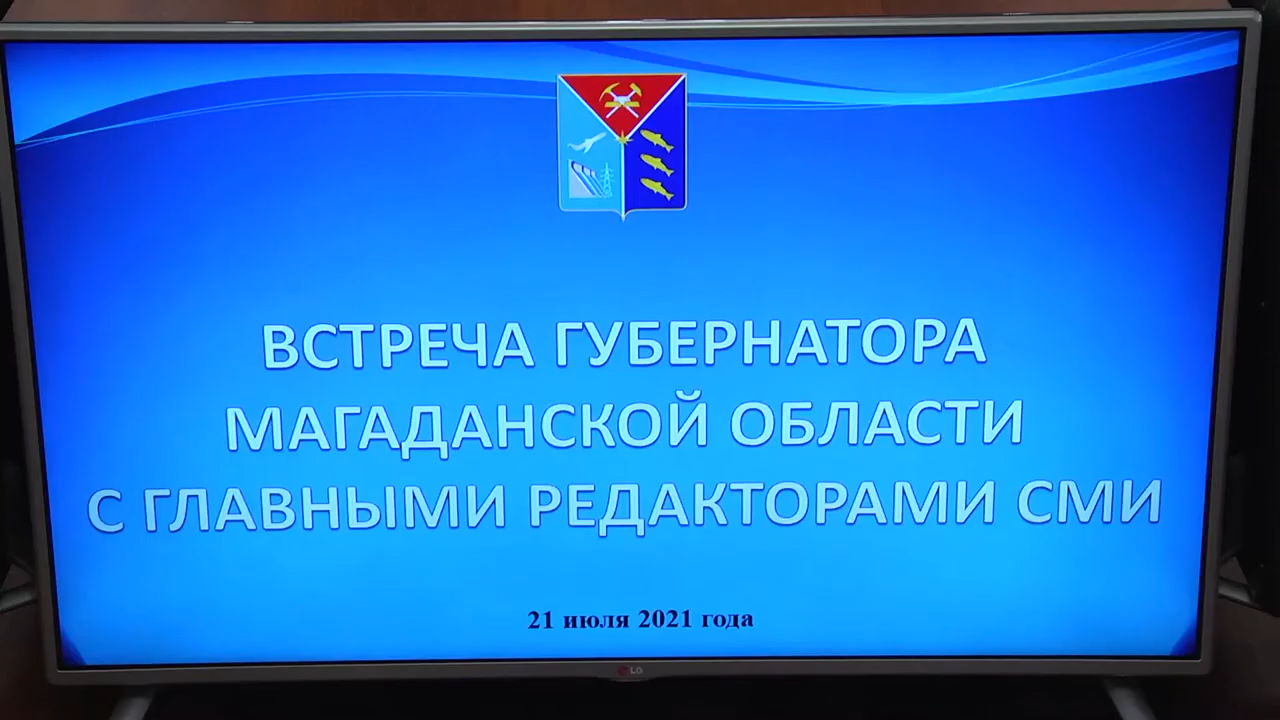 ВСТРЕЧА ГУБЕРНАТОРА
МАГАДАНСКОЙ ОБЛАСТИ
С ГЛАВНЫМИ РЕДАКТОРАМИ СМИ
21 июля 2021 года
LG